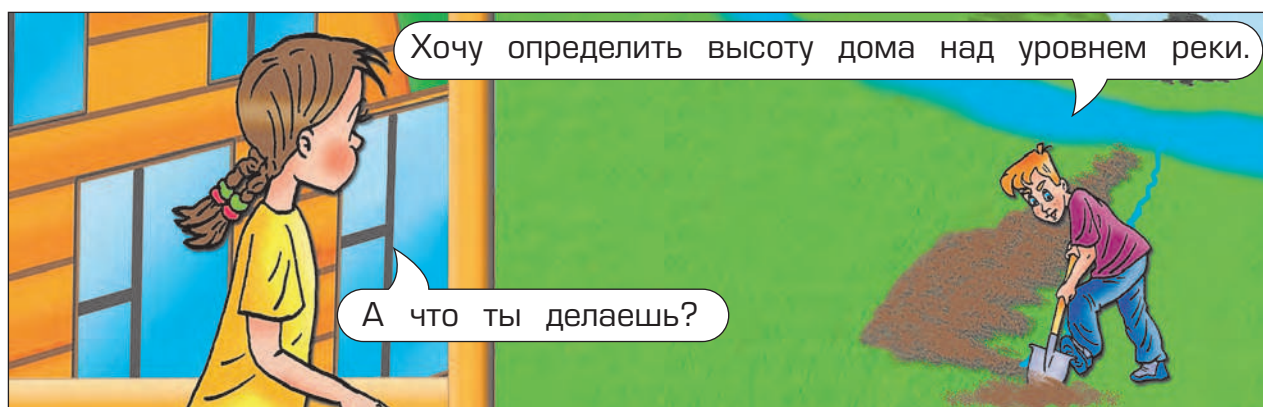 Хочу определить высоту дома над уровнем реки.
А что ты делаешь?